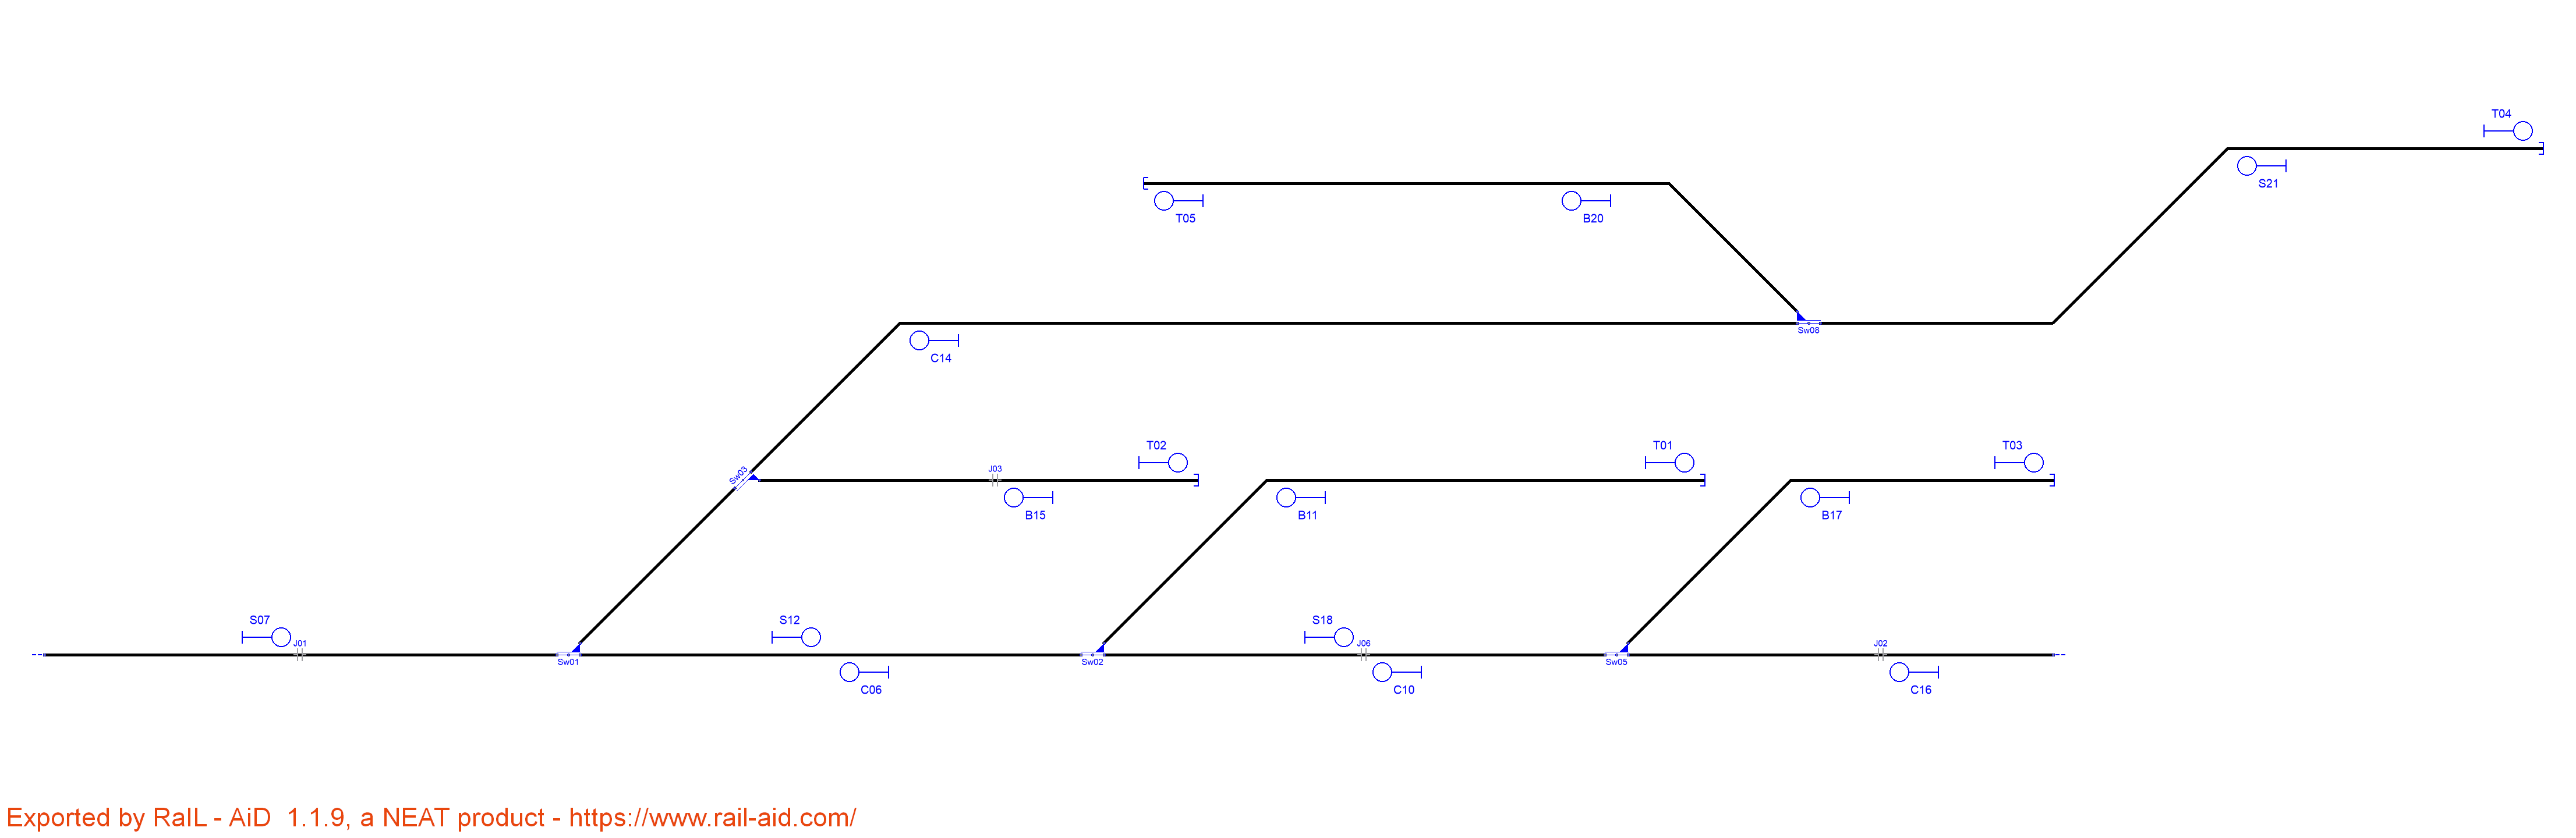 T04
S21
T05
B20
Sw08
C14
T02
T01
T03
Sw03
J03
B15
B11
B17
S07
S12
S18
J01
J06
J02
Sw01
Sw02
Sw05
C06
C10
C16
Exported by RaIL - AiD 1.1.9, a NEAT product - https://www.rail-aid.com/